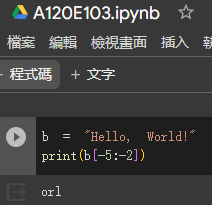 A120E103.ipynb
檔案 編輯 檢視畫面 插入
+ 程式碼 + 文字
b = "Hello, World!"
print(b[-5:-2])
orl